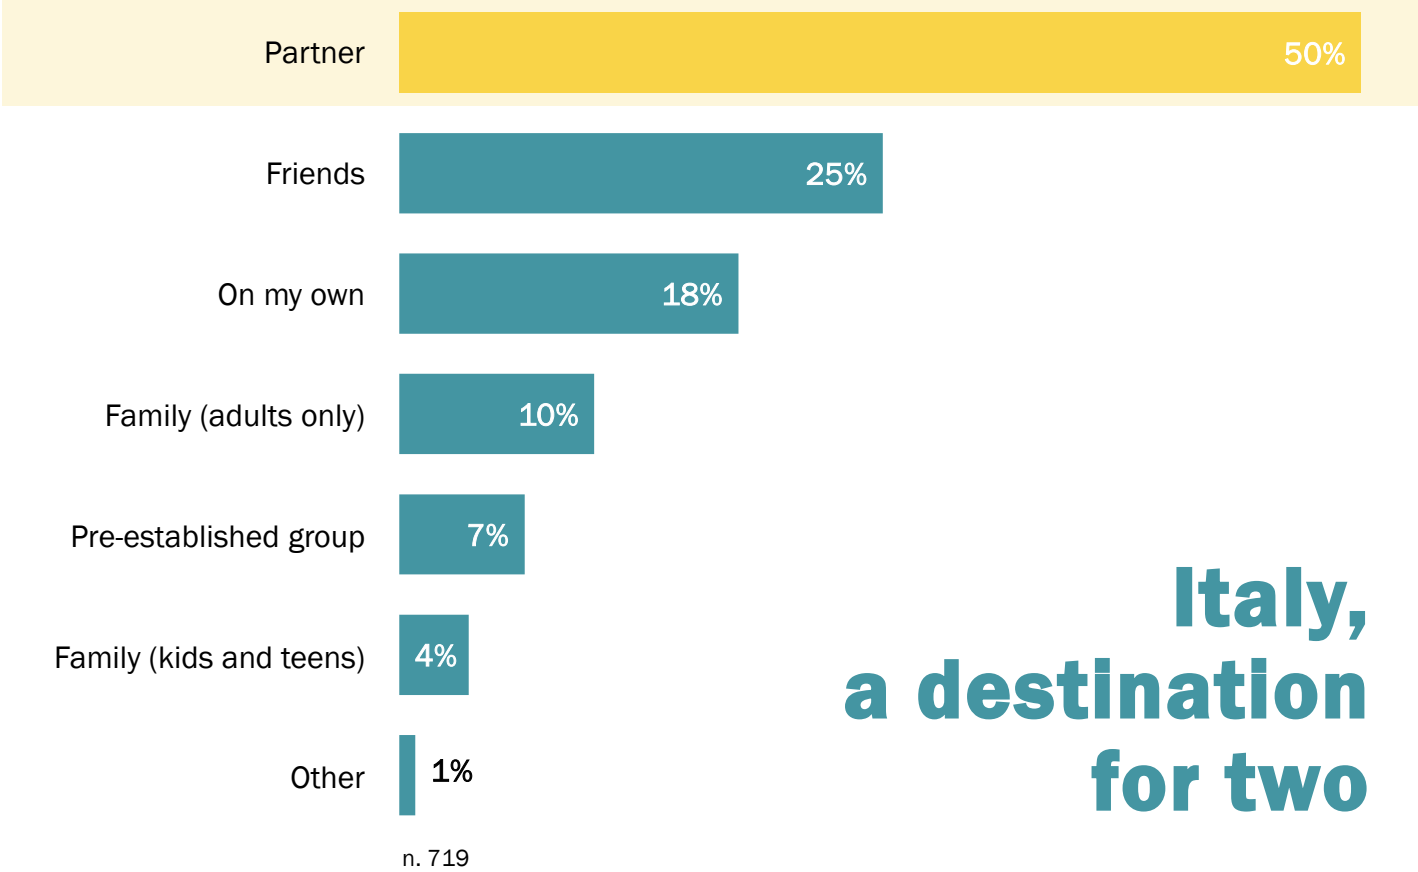 Partner 50%
Friends 25%
On my own 18%
Family (adults only) 10%
Pre-established group 7%
Family (kids and teens) 4%
Other 1%
n. 719
Italy,
a destination
for two